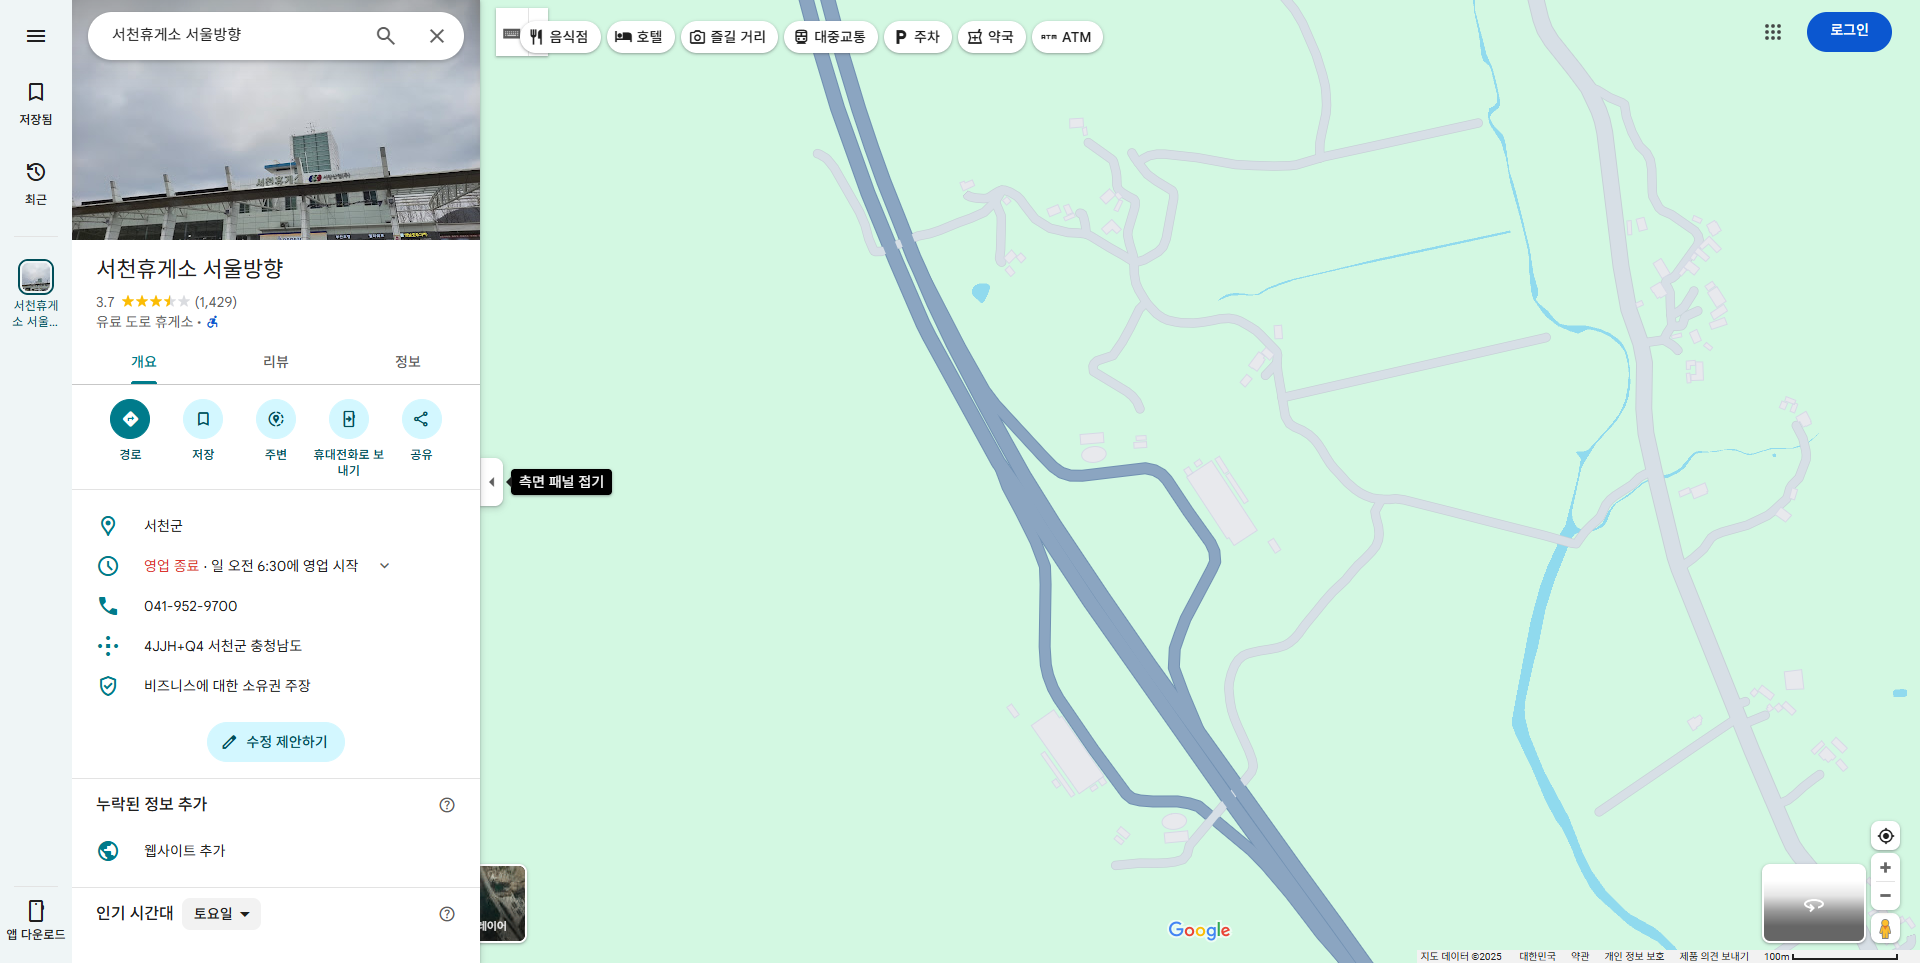 서천휴게소 서울방향
음식점
호텔
즐길 거리
대중교통
주차
약국
ATM
로그인
저장됨
최근
서천휴게
소 서울...
앱 다운로드
서천휴게소
서천휴게소 서울방향
3.7 (1,429)
유료 도로 휴게소 ·
개요
리뷰
정보
경로
저장
주변
휴대전화로 보
내기
공유
측면 패널 접기
서천군
영업 종료 · 일 오전 6:30에 영업 시작
041-952-9700
4JJH+Q4 서천군 충청남도
비즈니스에 대한 소유권 주장
수정 제안하기
누락된 정보 추가
웹사이트 추가
인기 시간대
토요일
레이어
Google
지도 데이터 ©2025
대한민국
약관
개인 정보 보호
제품 의견 보내기
100m